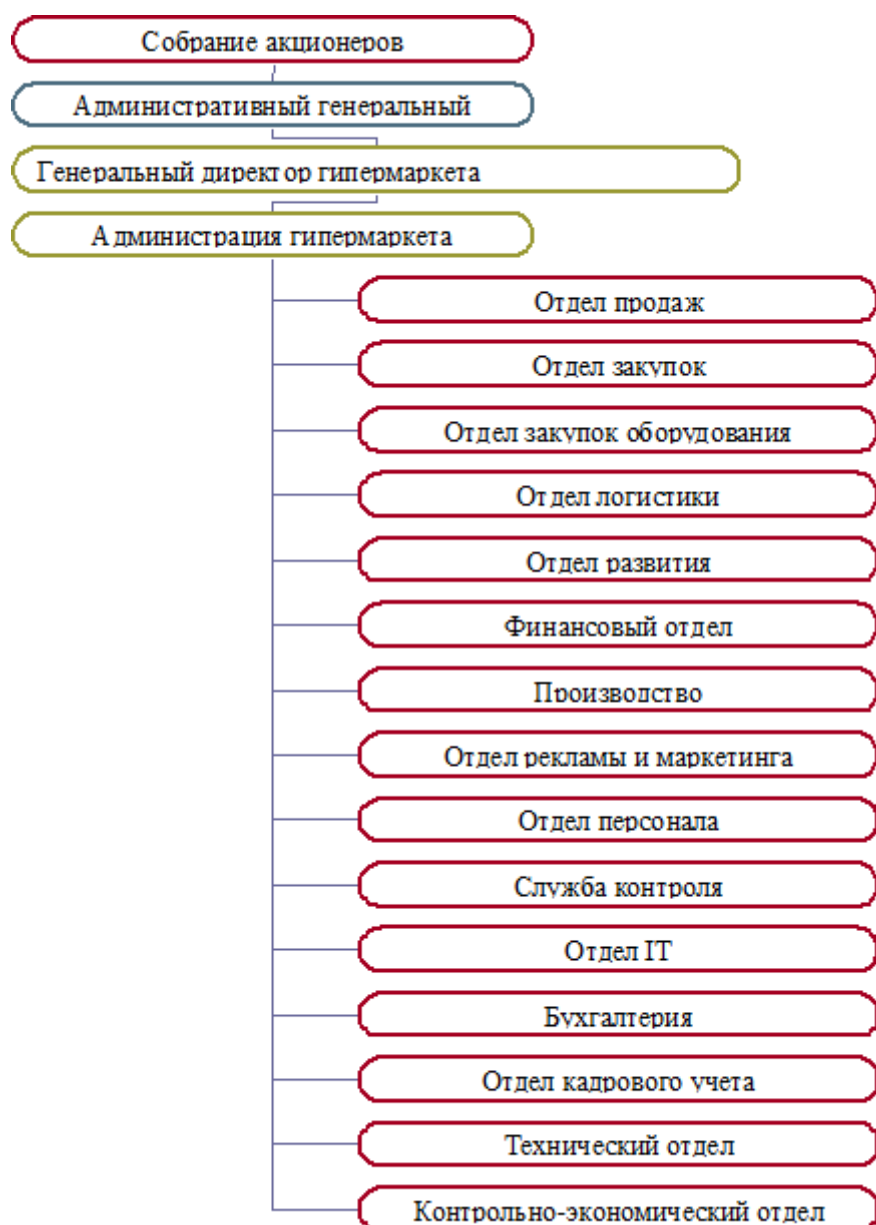 Собрание акционеров
Административный генеральный
Генеральный директор гипермаркета
Администрация гипермаркета
Отдел продаж
Отдел закупок
Отдел закупок оборудования
Отдел логистики
Отдел развития
Финансовый отдел
Производство
Отдел рекламы и маркетинга
Отдел персонала
Служба контроля
Отдел IT
Бухгалтерия
Отдел кадрового учета
Технический отдел
Контрольно-экономический отдел